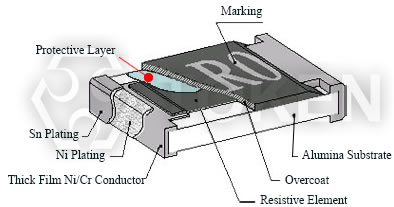 Marking
Protective Layer
R0
Sn Plating
Ni Plating
Thick Film Ni/Cr Conductor
Alumina Substrate
Overcoat
Resistive Element